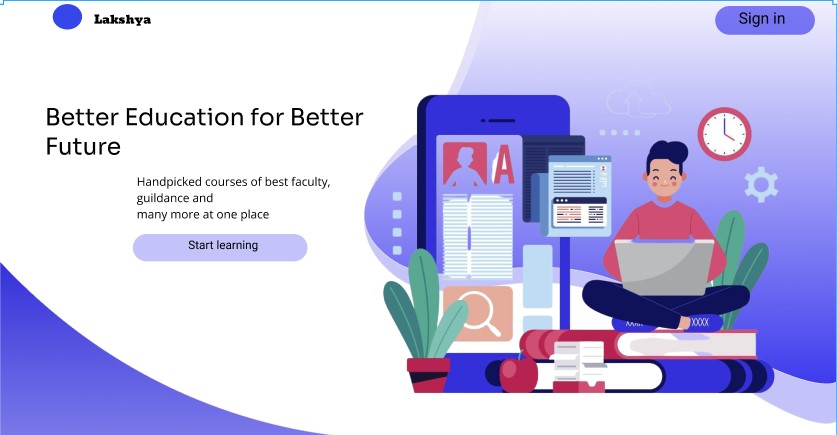 Lakshya
Sign in
Better Education for Better
Future
Handpicked courses of best faculty,
guildance and
many more at one place
Start learning
A
XXXX